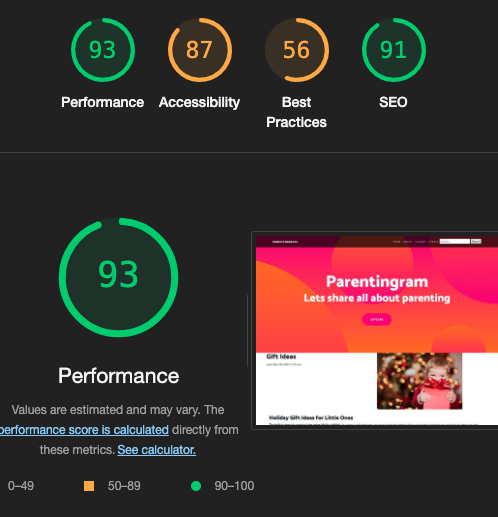 93
87
56
91
Performance
Accessibility
Best
Practices
SEO
93
Performance
Values are estimated and may vary. The
performance score is calculated directly from
these metrics. See calculator.
0–49
50–89
90–100
Parentingram
Lets share all about parenting
EXPLORE
Gift Ideas
Holiday Gift Ideas For Little Ones